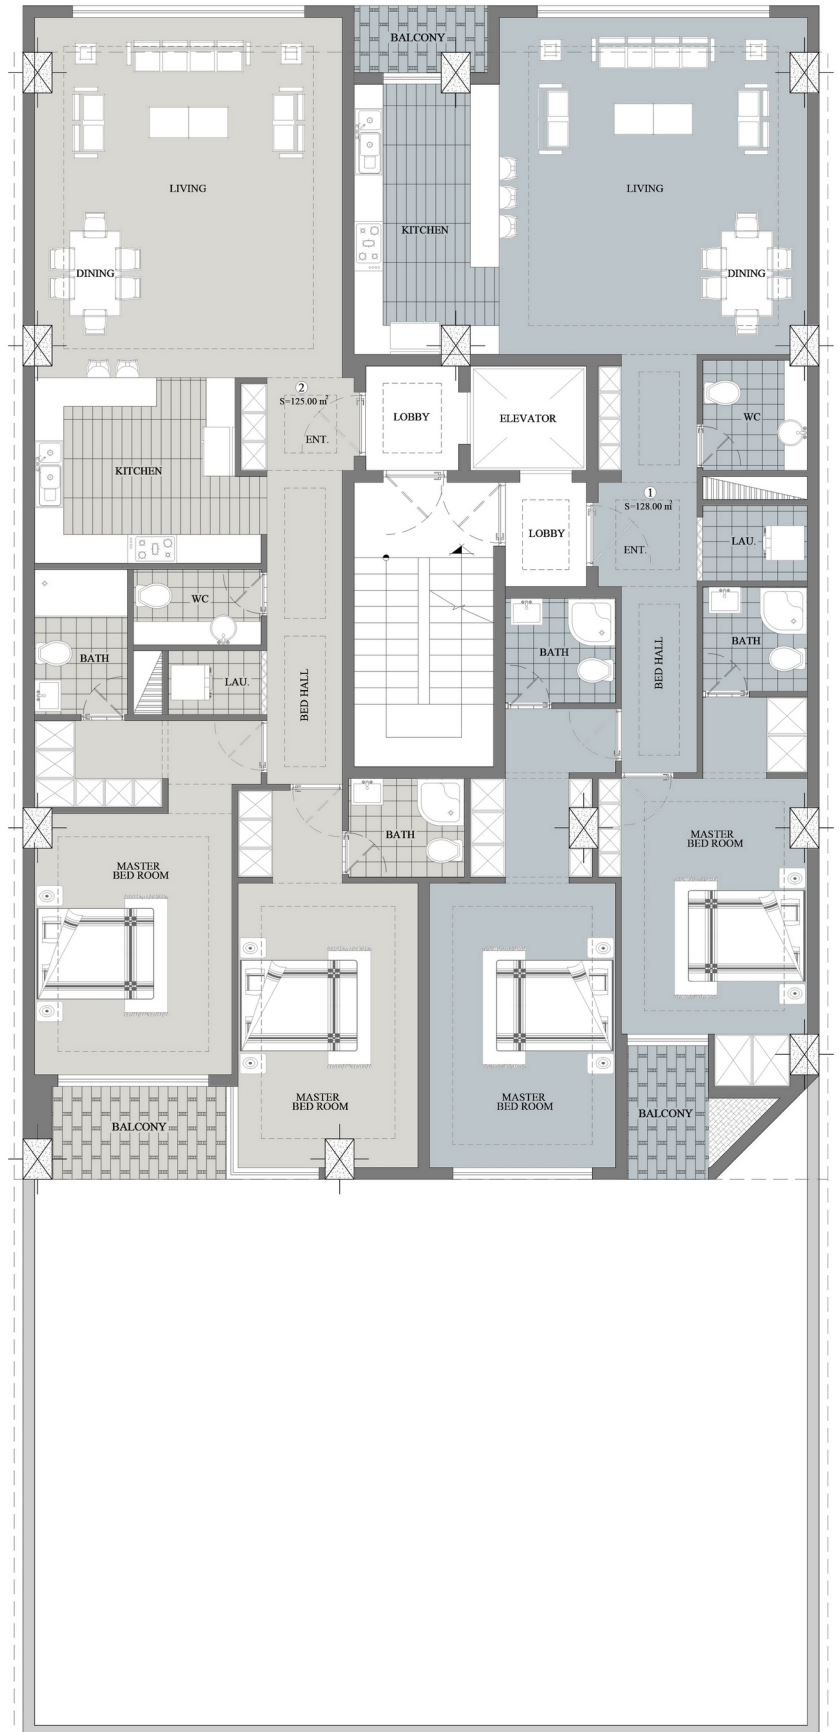 BALCONY
LIVING
LIVING
KITCHEN
DINING
DINING
2
S=125.00 m²
LOBBY
ELEVATOR
WC
ENT.
KITCHEN
1
S=128.00 m²
LOBBY
ENT.
LAU.
WC
BATH
BATH
BATH
LAU.
BED HALL
BED HALL
BATH
MASTER
BED ROOM
MASTER
BED ROOM
MASTER
BED ROOM
MASTER
BED ROOM
BALCONY
BALCONY